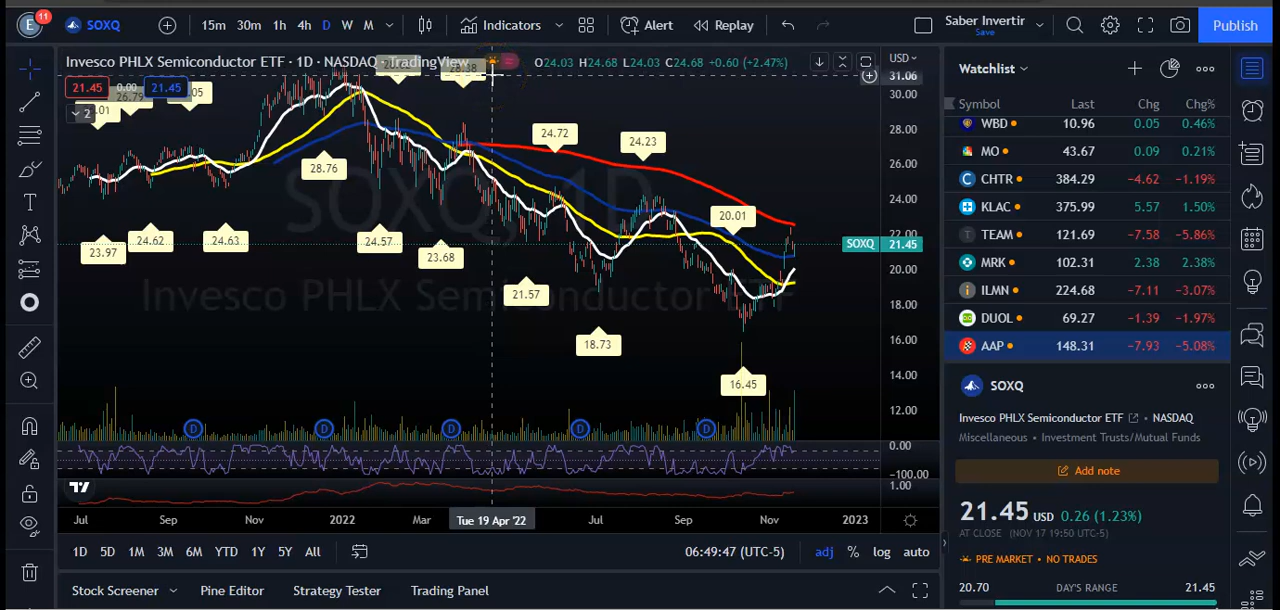 E 11 SOXQ 15m 30m 1h 4h D W M Indicators Alert Replay Saber Invertir Save Publish
Invesco PHLX Semiconductor ETF · 1D · NASDAQ · TradingView O24.03 H24.68 L24.03 C24.68 +0.60 (+2.47%) USD
21.45 0.00 21.45
2
31.06
30.00
28.00
26.00
24.00
22.00
SOXQ 21.45
20.00
18.00
16.00
14.00
12.00
0.00
−100.00
1.00
24.72
24.23
28.76
20.01
23.97
24.62
24.63
24.57
23.68
21.57
18.73
16.45
SOXQ, 1D
Invesco PHLX Semiconductor ETF
D D D D D
Jul Sep Nov 2022 Mar Tue 19 Apr '22 Jul Sep Nov 2023
1D 5D 1M 3M 6M YTD 1Y 5Y All 06:49:47 (UTC-5) adj % log auto
Stock Screener Pine Editor Strategy Tester Trading Panel
Watchlist
Symbol Last Chg Chg%
WBD 10.96 0.05 0.46%
MO 43.67 0.09 0.21%
CHTR 384.29 −4.62 −1.19%
KLAC 375.99 5.57 1.50%
TEAM 121.69 −7.58 −5.86%
MRK 102.31 2.38 2.38%
ILMN 224.68 −7.11 −3.07%
DUOL 69.27 −1.39 −1.97%
AAP 148.31 −7.93 −5.08%
SOXQ
Invesco PHLX Semiconductor ETF • NASDAQ
Miscellaneous • Investment Trusts/Mutual Funds
Add note
21.45 USD 0.26 (1.23%)
AT CLOSE (NOV 17 19:50 UTC-5)
PRE MARKET • NO TRADES
20.70 DAY'S RANGE 21.45